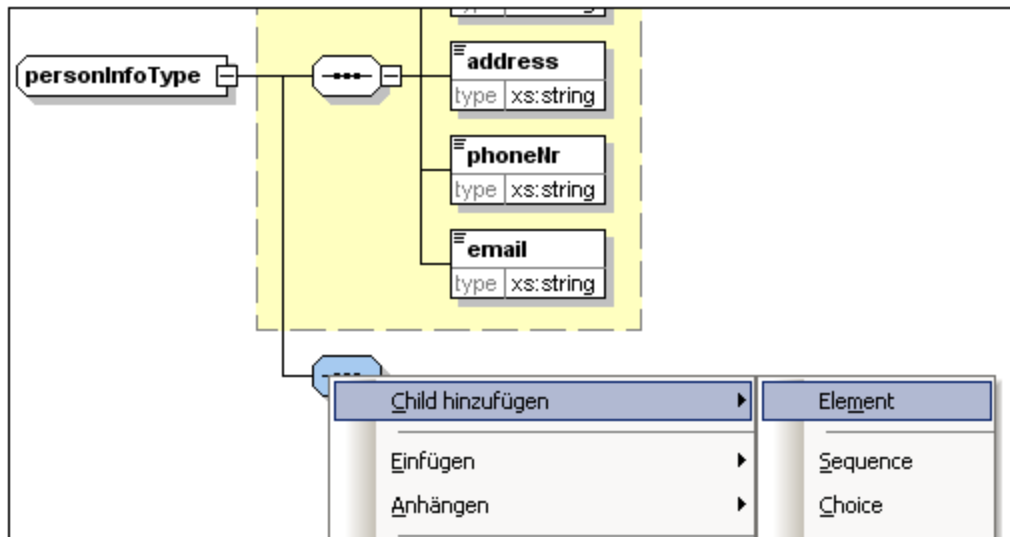 personInfoType
address
type xs:string
phoneNr
type xs:string
email
type xs:string
Child hinzufügen
Element
Einfügen
Sequence
Anhängen
Choice